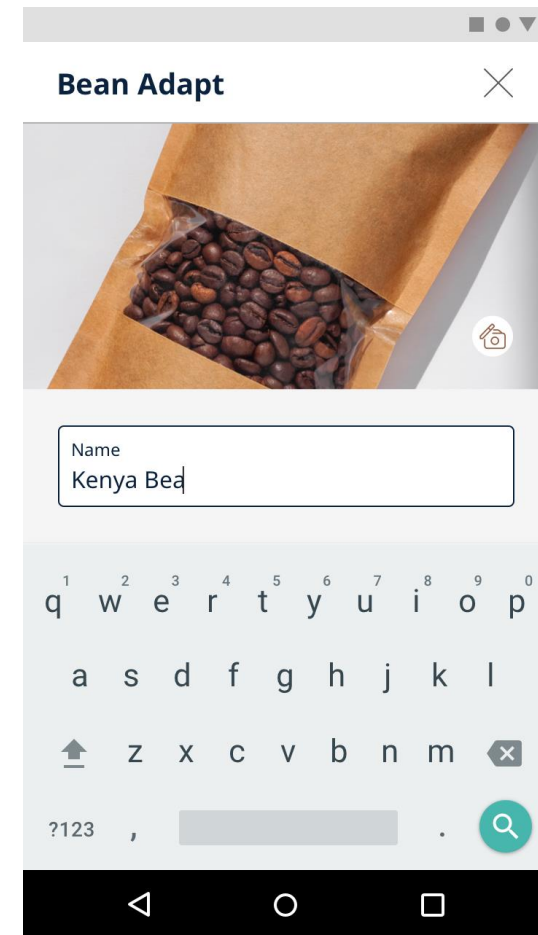 Bean Adapt
Name
Kenya Bea
1 2 3 4 5 6 7 8 9 0
q w e r t y u i o p
a s d f g h j k l
z x c v b n m
?123 , .